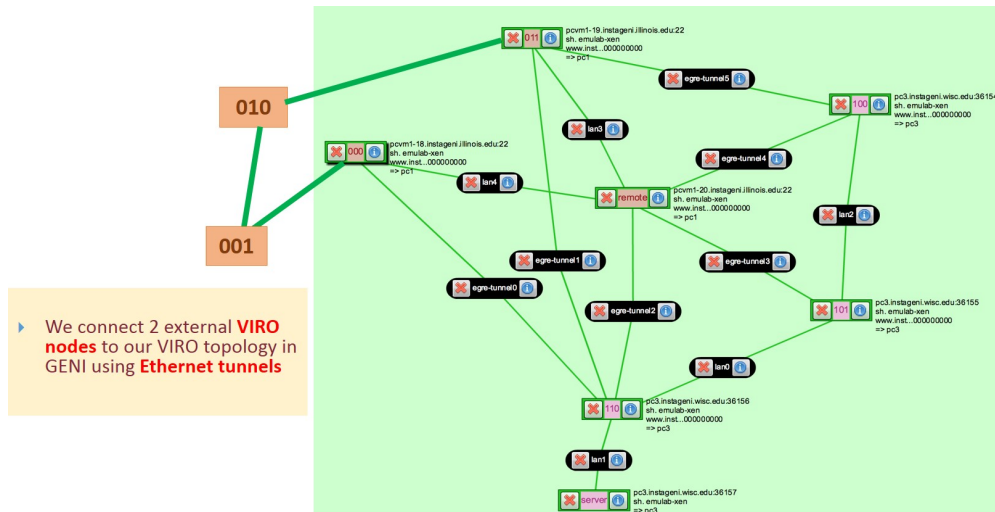 pcvm1-19.instageni.illinois.edu:22
011
sh. emulab-xen
www.inst...000000000
=> pc1
egre-tunnel5
010
pc3.instageni.wisc.edu:36154
100
sh. emulab-xen
www.inst...000000000
=> pc3
lan3
pcvm1-18.instageni.illinois.edu:22
000
sh. emulab-xen
www.inst...000000000
=> pc1
egre-tunnel4
lan4
pcvm1-20.instageni.illinois.edu:22
remote
sh. emulab-xen
www.inst...000000000
=> pc1
lan2
001
egre-tunnel1
egre-tunnel3
egre-tunnel0
egre-tunnel2
pc3.instageni.wisc.edu:36155
101
sh. emulab-xen
www.inst...000000000
=> pc3
We connect 2 external VIRO
nodes to our VIRO topology in
GENI using Ethernet tunnels
lan0
pc3.instageni.wisc.edu:36156
110
sh. emulab-xen
www.inst...000000000
=> pc3
lan1
pc3.instageni.wisc.edu:36157
server
sh. emulab-xen
www.inst...000000000
=> pc3